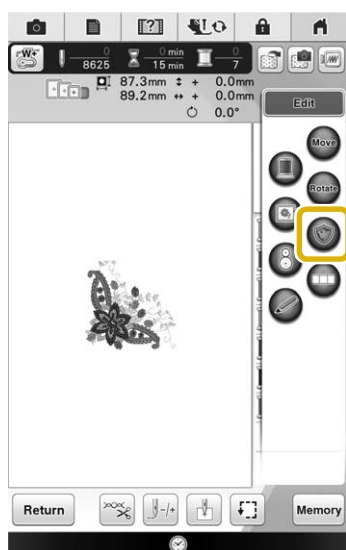 ?
W+
0
8625
0 min
15 min
0
7
87.3mm + 0.0mm
89.2mm + 0.0mm
0.0°
Edit
Move
Rotate
Return
-/+
Memory